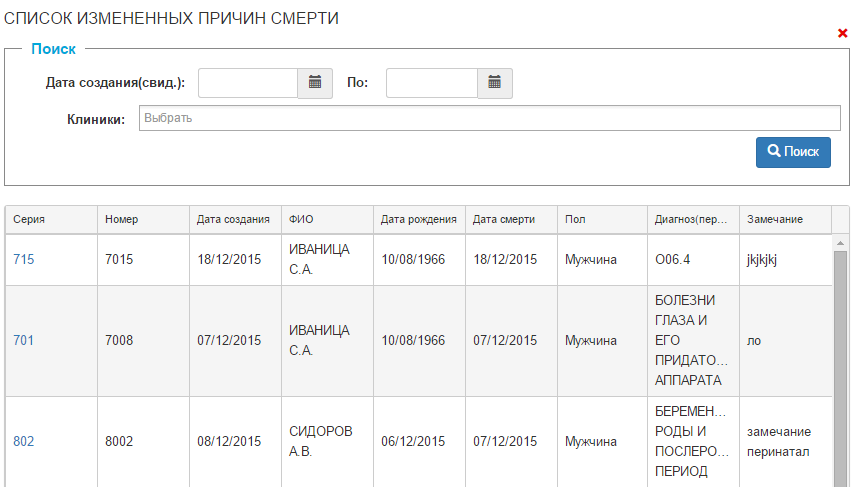 СПИСОК ИЗМЕНЕННЫХ ПРИЧИН СМЕРТИ
Поиск
Дата создания(свид.): По:
Клиники: Выбрать
Поиск
Серия Номер Дата создания ФИО Дата рождения Дата смерти Пол Диагноз(пер... Замечание
715 7015 18/12/2015 ИВАНИЦА С.А. 10/08/1966 18/12/2015 Мужчина O06.4 jkjkjkj
701 7008 07/12/2015 ИВАНИЦА С.А. 10/08/1966 07/12/2015 Мужчина БОЛЕЗНИ ГЛАЗА И ЕГО ПРИДАТО... АППАРАТА ло
802 8002 08/12/2015 СИДОРОВ А.В. 06/12/2015 07/12/2015 Мужчина БЕРЕМЕН... РОДЫ И ПОСЛЕРО... ПЕРИОД замечание перинатал